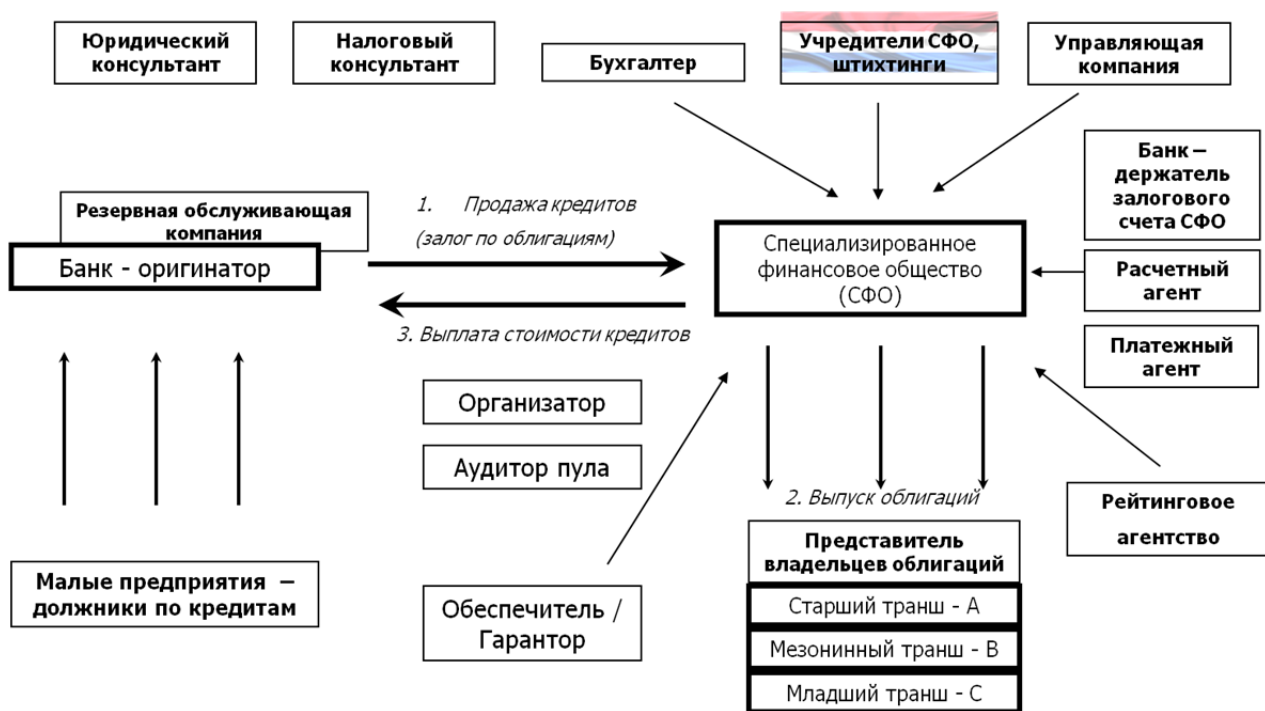 Юридический
консультант
Налоговый
консультант
Бухгалтер
Учредители СФО,
штихтинги
Управляющая
компания
Банк –
держатель
залогового
счета СФО
Резервная обслуживающая
компания
Банк - оригинатор
1. Продажа кредитов
(залог по облигациям)
Специализированное
финансовое общество
(СФО)
Расчетный
агент
3. Выплата стоимости кредитов
Платежный
агент
Организатор
Аудитор пула
2. Выпуск облигаций
Рейтинговое
агентство
Представитель
владельцев облигаций
Малые предприятия –
должники по кредитам
Обеспечитель /
Гарантор
Старший транш - А
Мезонинный транш - В
Младший транш - С